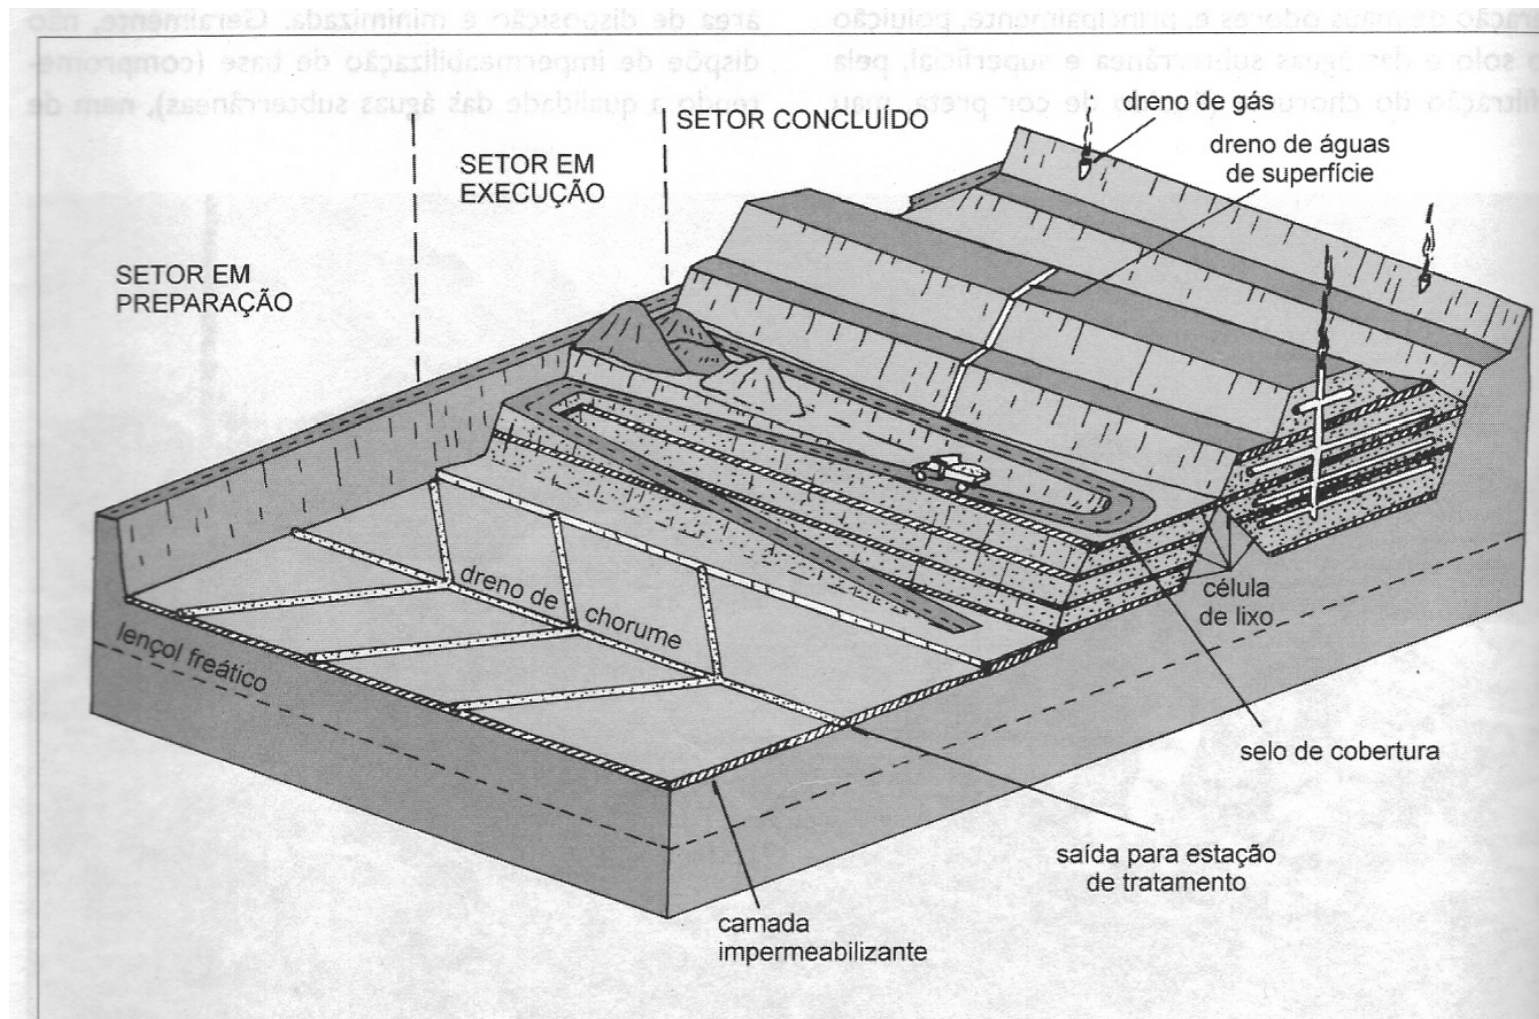 SETOR CONCLUÍDO
SETOR EM
EXECUÇÃO
SETOR EM
PREPARAÇÃO
dreno de gás
dreno de águas
de superfície
dreno de
chorume
lençol freático
célula
de lixo
selo de cobertura
saída para estação
de tratamento
camada
impermeabilizante